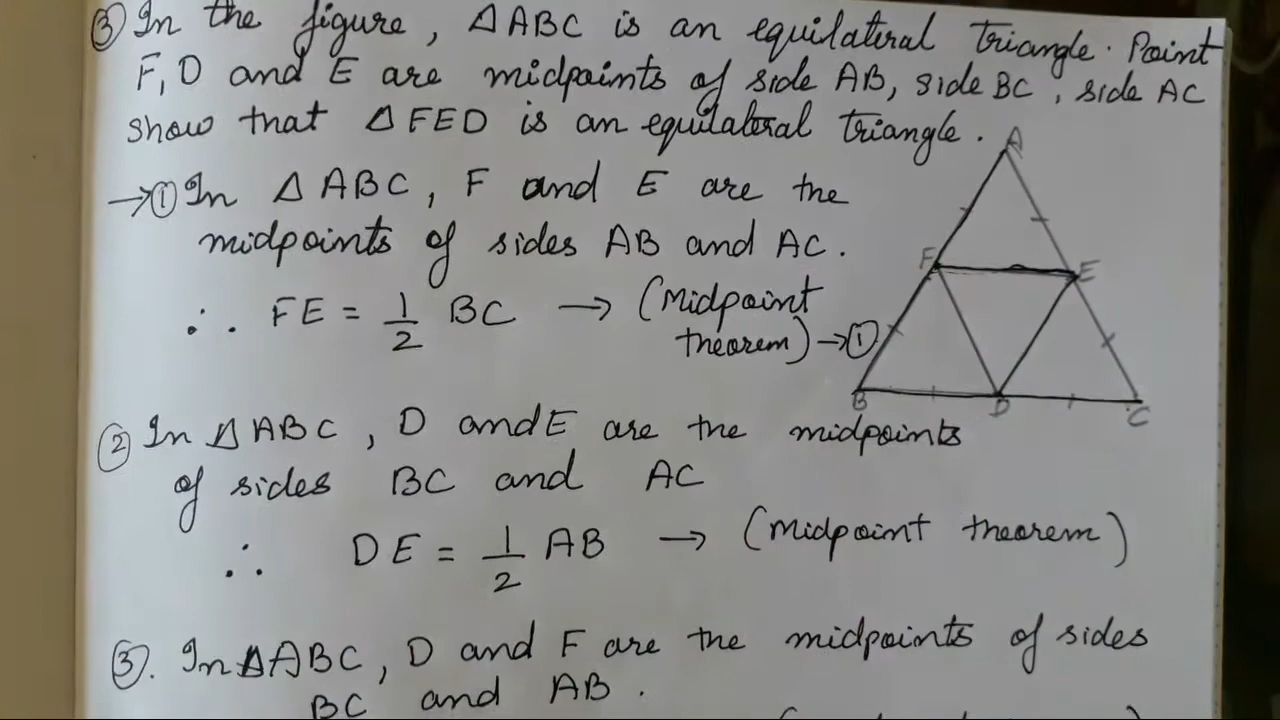 ③ In the figure, △ABC is an equilateral triangle. Point
F, D and E are midpoints of side AB, side BC, side AC
show that △FED is an equilateral triangle.
→① In △ABC, F and E are the
midpoints of sides AB and AC.
∴ FE = 1/2 BC → (Midpoint
theorem) → ①
② In △ABC, D and E are the midpoints
of sides BC and AC
∴ DE = 1/2 AB → (Midpoint theorem)
③. In △ABC, D and F are the midpoints of sides
BC and AB.
A
F
E
B
D
C